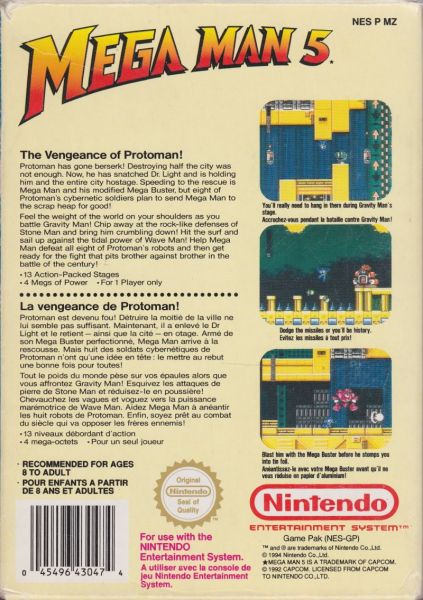 NES P MZ
MEGA MAN 5
The Vengeance of Protoman!
Protoman has gone berserk! Destroying half the city was
not enough. Now, he has snatched Dr. Light and is holding
him and the entire city hostage. Speeding to the rescue is
Mega Man and his modified Mega Buster, but eight of
Protoman's cybernetic soldiers plan to send Mega Man to
the scrap heap for good!
Feel the weight of the world on your shoulders as you
battle Gravity Man! Chip away at the rock-like defenses of
Stone Man and bring him crumbling down! Hit the surf and
sail up against the tidal power of Wave Man! Help Mega
Man defeat all eight of Protoman's robots and then get
ready for the fight that pits brother against brother in the
battle of the century!
•13 Action-Packed Stages
•4 Megs of Power •For 1 Player only
La vengeance de Protoman!
Protoman est devenu fou! Détruire la moitié de la ville ne
lui semble pas suffisant. Maintenant, il a enlevé le Dr
Light et le retient – ainsi que la cité – en otage. Armé de
son Mega Buster perfectionné, Mega Man arrive à la
rescousse. Mais huit des soldats cybernétiques de
Protoman n'ont qu'une idée en tête: le mettre au rebut
une bonne fois pour toutes!
Tout le poids du monde pèse sur vos épaules alors que
vous affrontez Gravity Man! Esquivez les attaques de
pierre de Stone Man et réduisez-le en poussière!
Chevauchez les vagues et voguez vers la puissance
marémotrice de Wave Man. Aidez Mega Man à anéantir
les huit robots de Protoman. Enfin, soyez prêt au combat
du siècle qui va opposer les frères ennemis!
•13 niveaux débordant d'action
•4 mega-octets •Pour un seul joueur
You'll really need to hang in there during Gravity Man's
stage.
Accrochez-vous pendant la bataille contre Gravity Man!
Dodge the missiles or you'll be history.
Evitez les missiles à tout prix!
Blast him with the Mega Buster before he stomps you
into tin foil.
Anéantissez-le avec votre Mega Buster avant qu'il ne
vous réduise en papier d'aluminium!
• RECOMMENDED FOR AGES
8 TO ADULT
• POUR ENFANTS A PARTIR
DE 8 ANS ET ADULTES
0 45496 43047 4
Original
Nintendo
Seal of
Quality
For use with the
NINTENDO
Entertainment System.
A utiliser avec la console de
jeu Nintendo Entertainment
System.
Nintendo
ENTERTAINMENT SYSTEM™
Game Pak (NES-GP)
™ and ® are trademarks of Nintendo Co.,Ltd.
© 1994 Nintendo Co.,Ltd.
★MEGA MAN 5 IS A TRADEMARK OF CAPCOM.
© 1992 CAPCOM. LICENSED FROM CAPCOM
TO NINTENDO CO.,LTD.